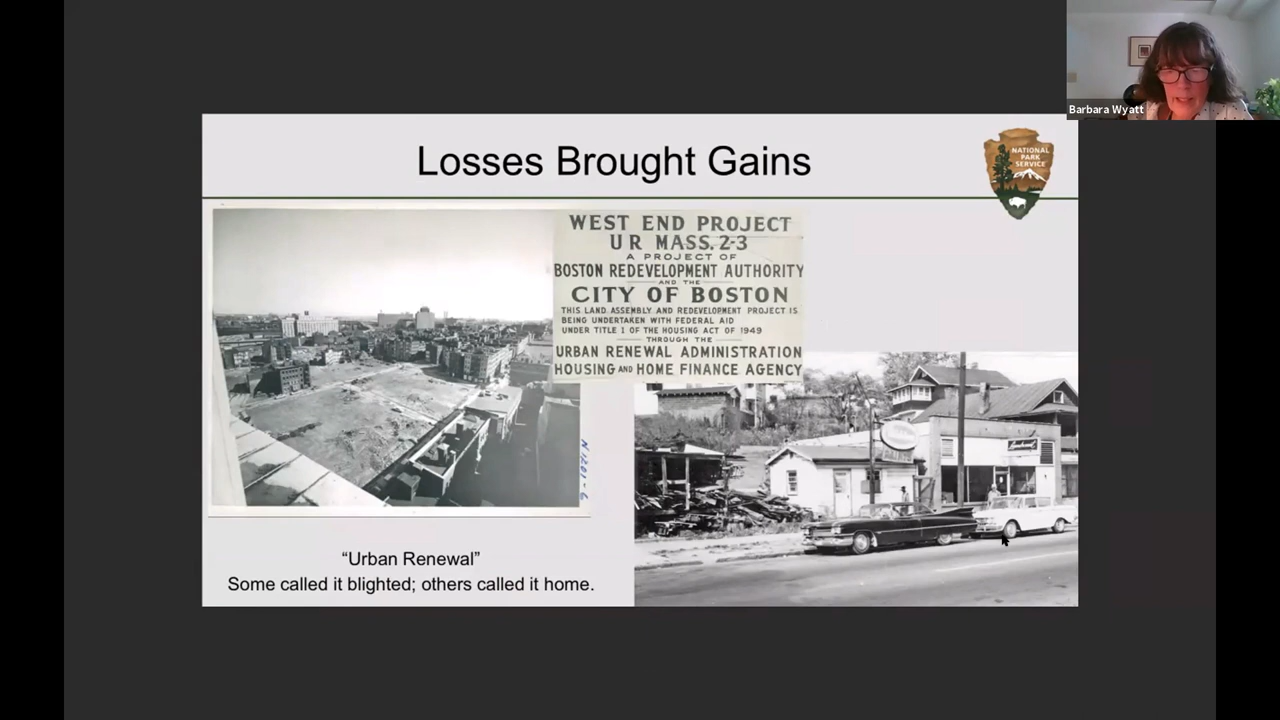 Barbara Wyatt
Losses Brought Gains
NATIONAL
PARK
SERVICE
WEST END PROJECT
UR MASS. 2-3
A PROJECT OF
BOSTON REDEVELOPMENT AUTHORITY
AND THE
CITY OF BOSTON
THIS LAND ASSEMBLY AND REDEVELOPMENT PROJECT IS
BEING UNDERTAKEN WITH FEDERAL AID
UNDER TITLE I OF THE HOUSING ACT OF 1949
THROUGH THE
URBAN RENEWAL ADMINISTRATION
HOUSING AND HOME FINANCE AGENCY
“Urban Renewal”
Some called it blighted; others called it home.